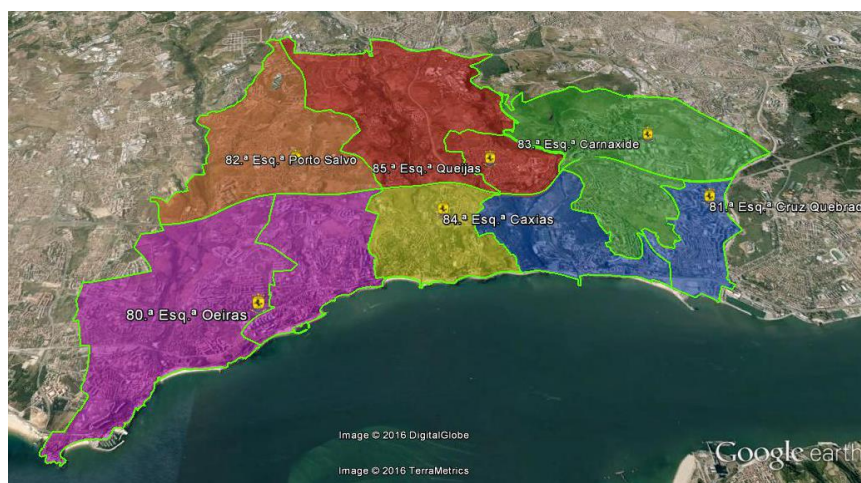 83.ª Esq.ª Carnaxide
82.ª Esq.ª Porto Salvo
85.ª Esq.ª Queijas
81.ª Esq.ª Cruz Quebrad
84.ª Esq.ª Caxias
80.ª Esq.ª Oeiras
Image © 2016 DigitalGlobe
Image © 2016 TerraMetrics
Google earth